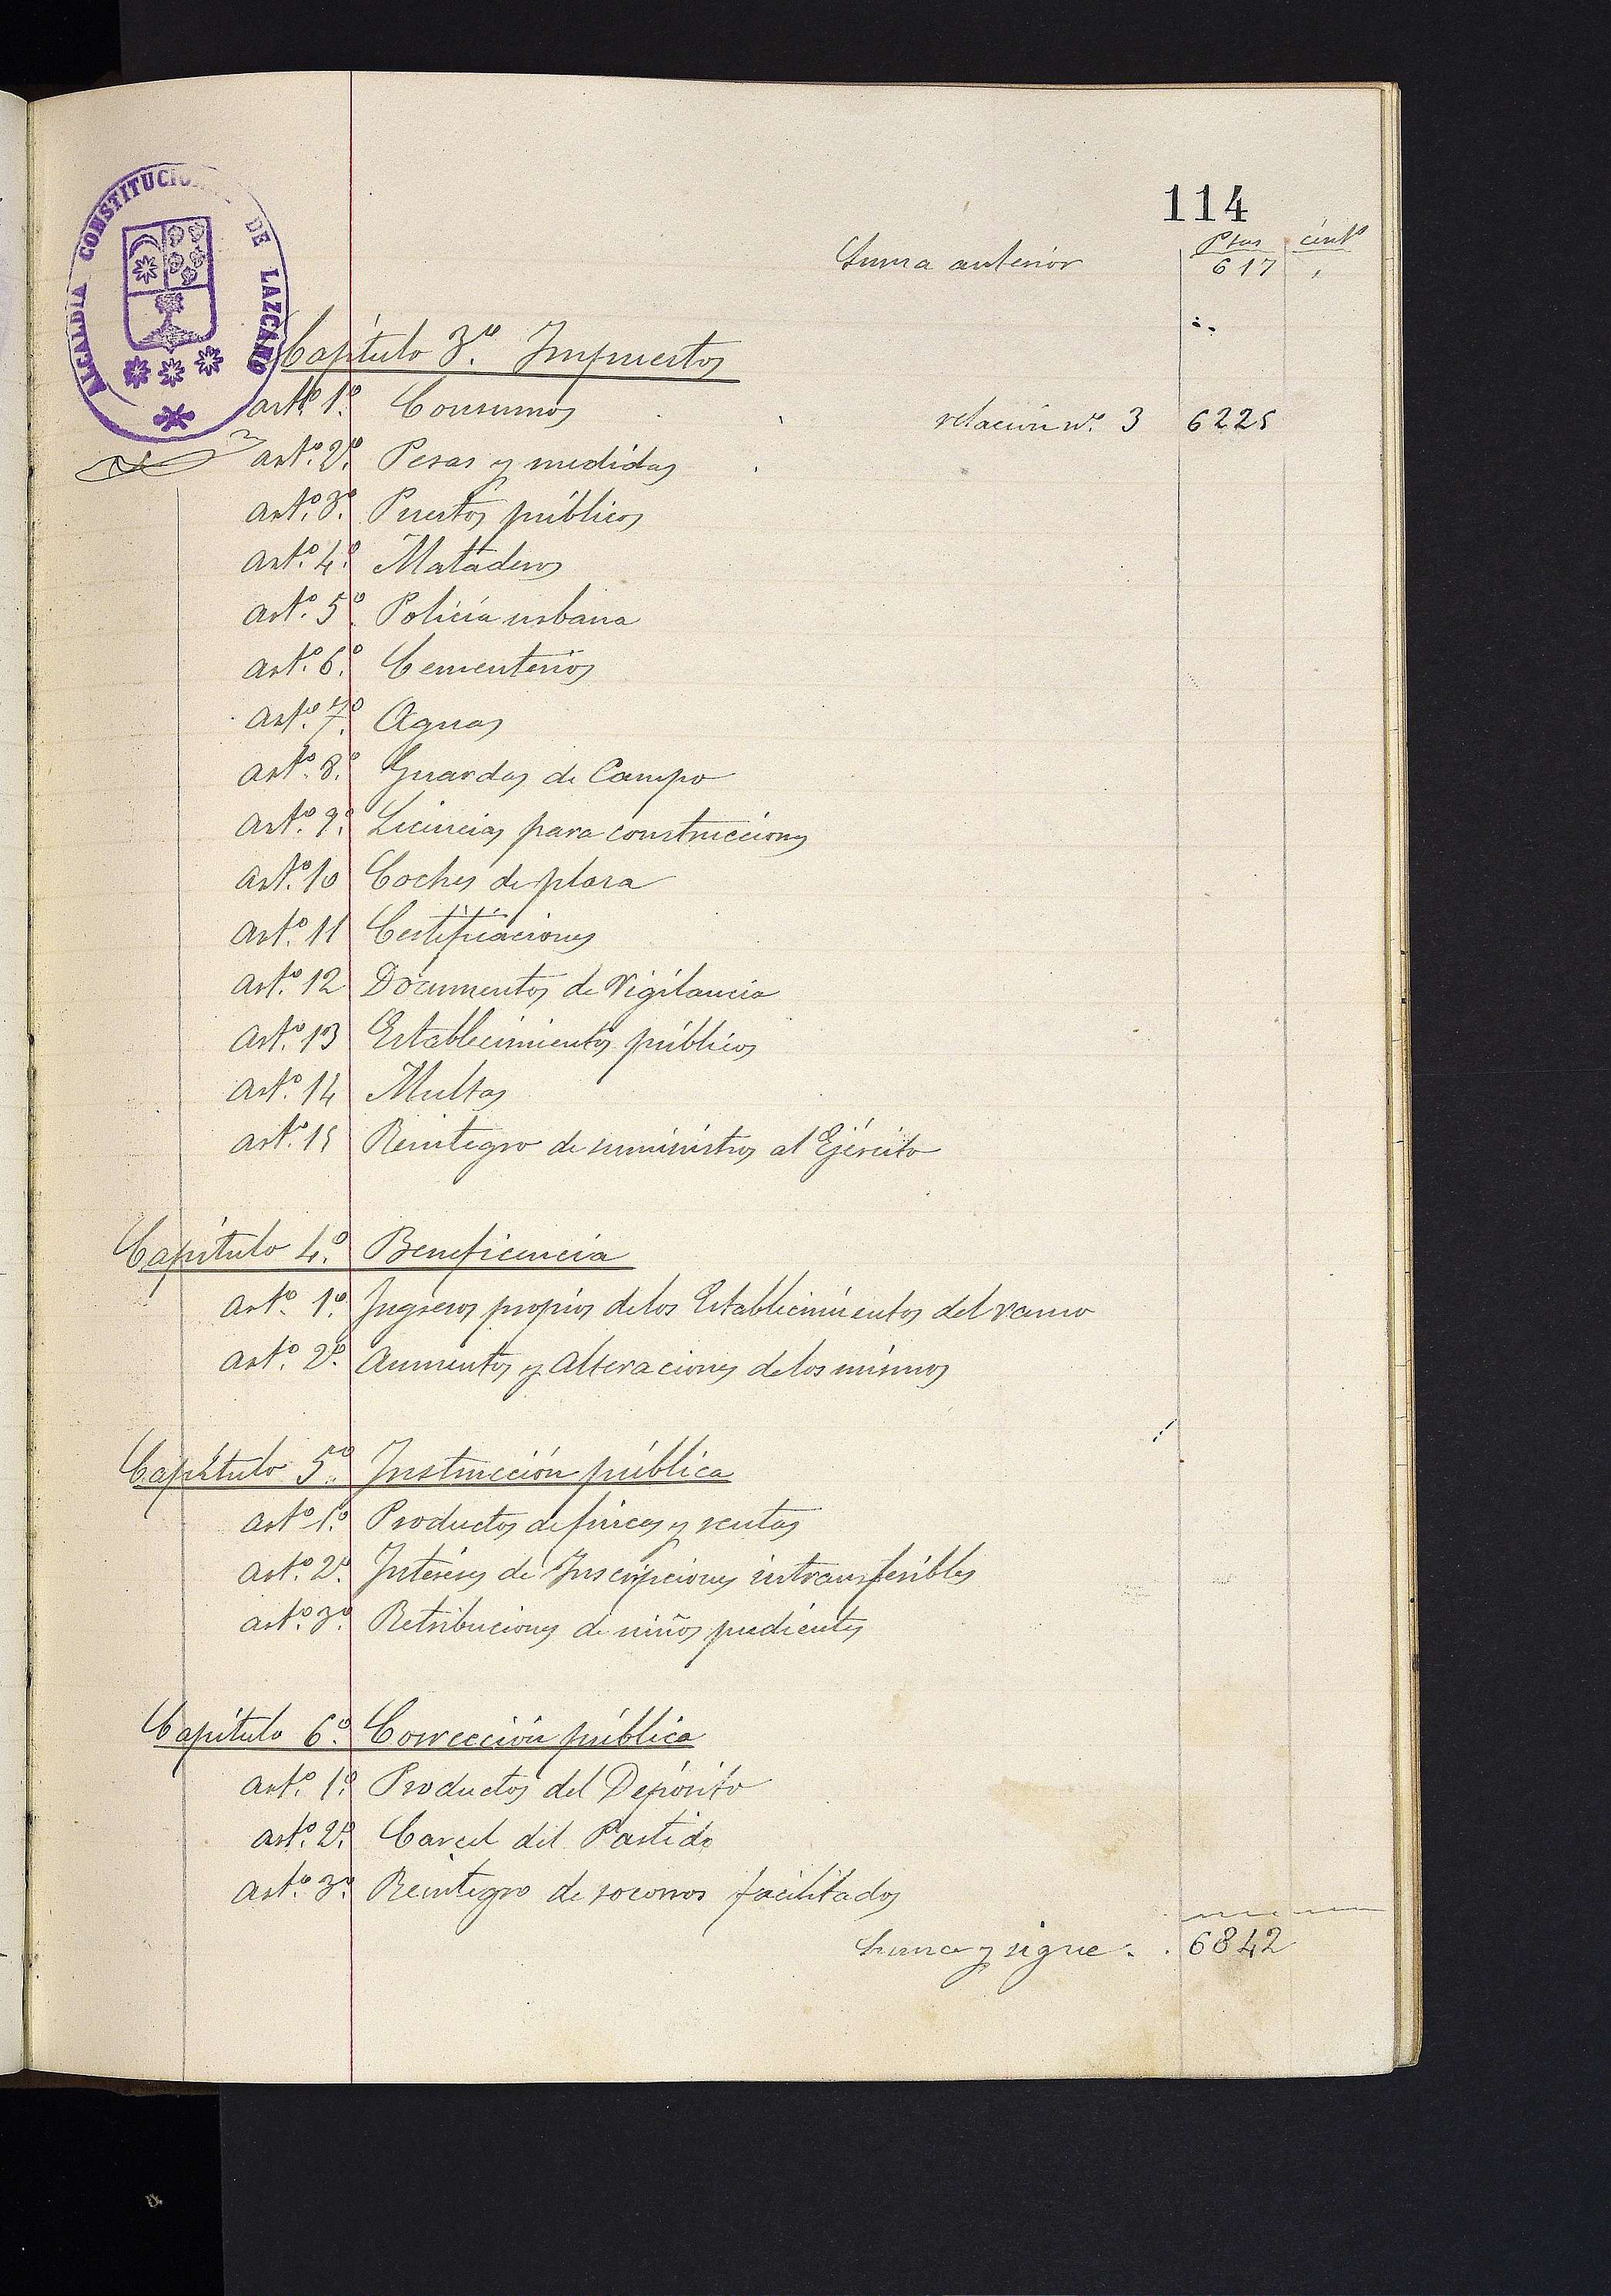 114
Ptas cénts
Suma anterior 617 ,
ALCALDIA CONSTITUCIONAL DE LAZCANO
Capítulo 3º. Impuestos
artº 1º. Consumos relación nº. 3 6225
artº. 2º. Pesas y medidas
artº. 3º. Puestos públicos
artº. 4º. Mataderos
artº. 5º. Policía urbana
artº. 6º. Cementerios
artº. 7º. Aguas
artº. 8º. Guardas de Campo
artº. 9º. Licencias para construcciones
artº. 10 Coches de plaza
artº. 11 Certificaciones
artº. 12 Documentos de Vigilancia
artº. 13 Establecimientos públicos
artº. 14 Multas
artº. 15 Reintegro de suministros al Ejército
Capítulo 4º. Beneficencia
artº. 1º. Ingresos propios de los Establecimientos del ramo
artº. 2º. Aumentos y alteraciones de los mismos
Capítulo 5º. Instrucción pública
artº 1º. Productos de fincas y rentas
artº. 2º. Intereses de Inscripciones intransferibles
artº. 3º. Retribuciones de niños pudientes
Capítulo 6º. Corrección pública
artº. 1º. Productos del Depósito
artº. 2º. Carcel del Partido
artº. 3º. Reintegro de socorros facilitados
Suma y sigue . . 6842